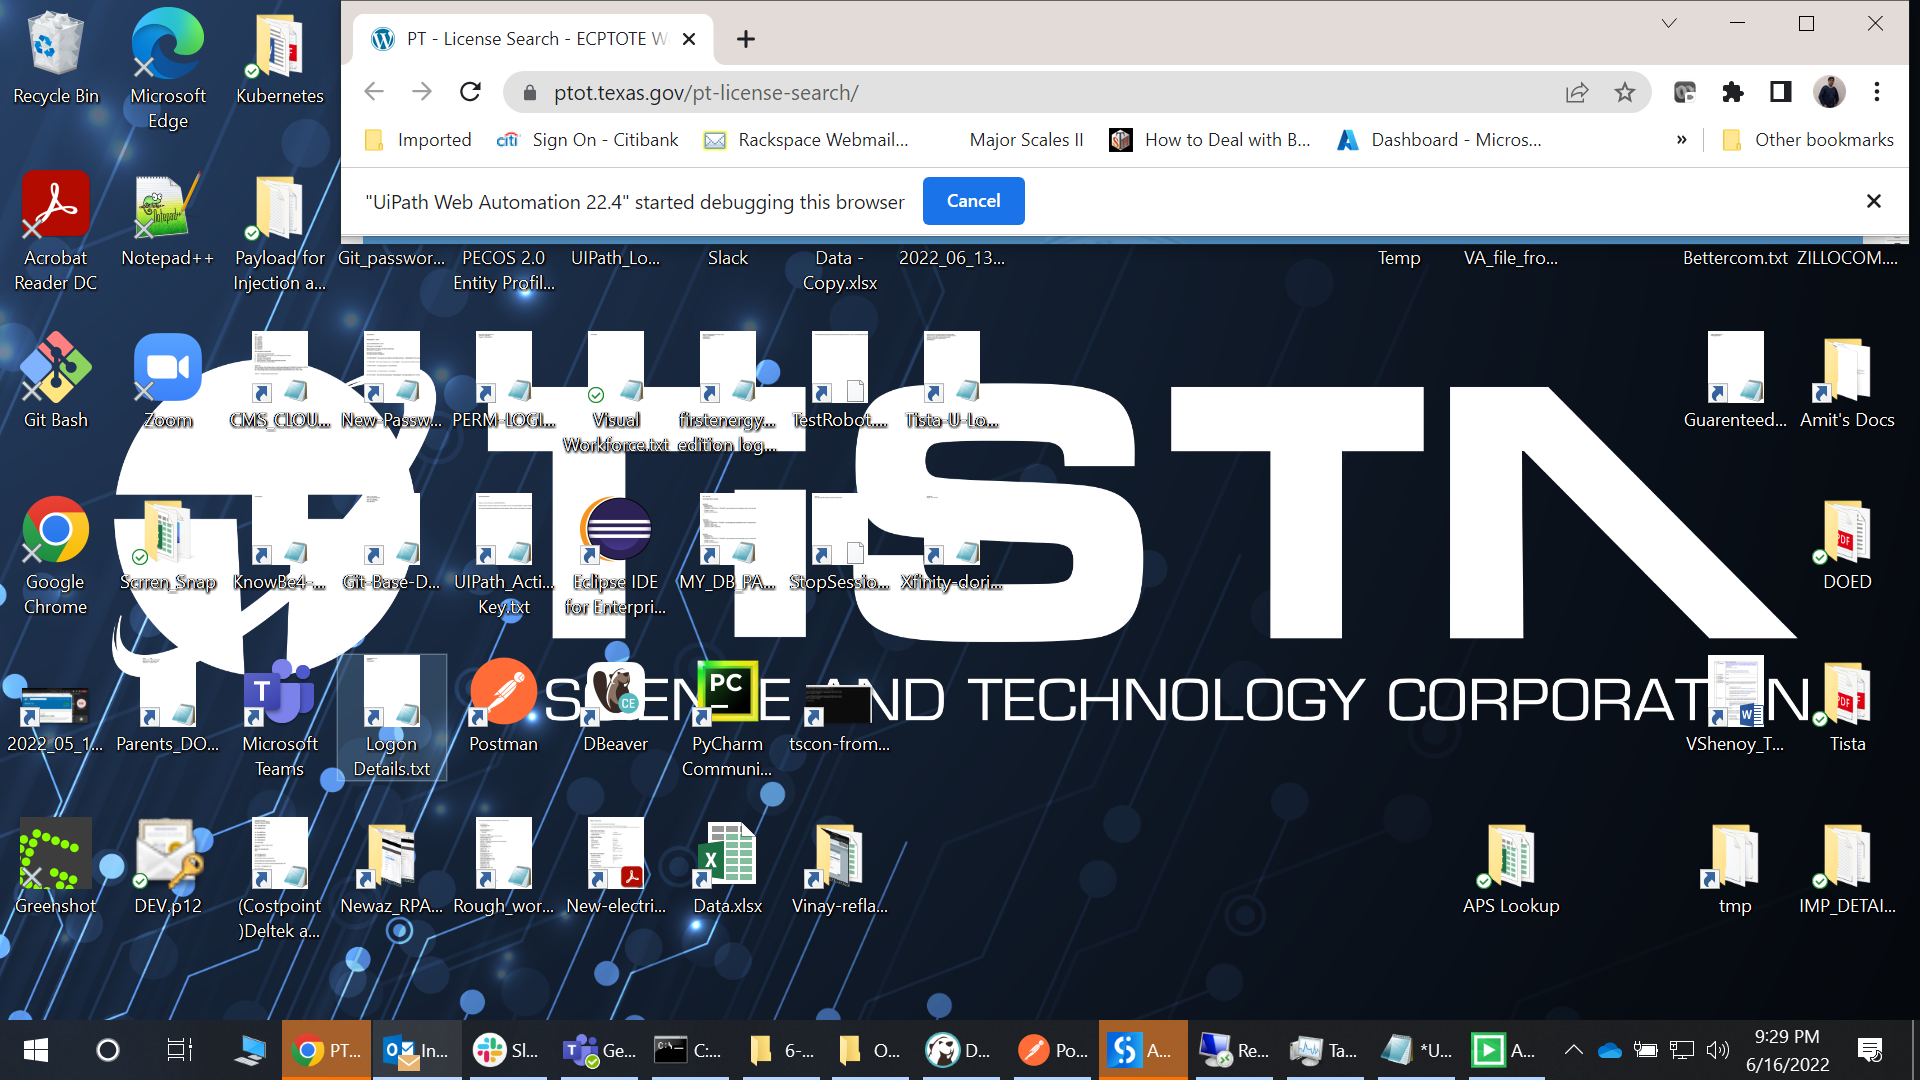 PT - License Search - ECPTOTE W
ptot.texas.gov/pt-license-search/
Imported
citi Sign On - Citibank
Rackspace Webmail...
Major Scales II
How to Deal with B...
Dashboard - Micros...
»
Other bookmarks
"UiPath Web Automation 22.4" started debugging this browser
Cancel
Recycle Bin
Microsoft
Edge
Kubernetes
Acrobat
Reader DC
Notepad++
Payload for
Injection a...
Git_passwor...
PECOS 2.0
Entity Profil...
UIPath_Lo...
Slack
Data -
Copy.xlsx
2022_06_13...
Temp
VA_file_fro...
Bettercom.txt
ZILLOCOM....
Git Bash
Zoom
CMS_CLOU...
New-Passw...
PERM-LOGI...
Visual
Workforce.txt
firstenergy...
edition log...
TestRobot....
Tista-U-Lo...
Guarenteed...
Amit's Docs
TiSTA
Google
Chrome
Scrren_Snap
KnowBe4-...
Git-Base-D...
UIPath_Acti...
Key.txt
Eclipse IDE
for Enterpri...
MY_DB_PA...
StopSessio...
Xfinity-dori...
DOED
SCIENCE AND TECHNOLOGY CORPORATION
2022_05_1...
Parents_DO...
Microsoft
Teams
Logon
Details.txt
Postman
DBeaver
PyCharm
Communi...
tscon-from...
VShenoy_T...
Tista
Greenshot
DEV.p12
(Costpoint
)Deltek a...
Newaz_RPA...
Rough_wor...
New-electri...
Data.xlsx
Vinay-refla...
APS Lookup
tmp
IMP_DETAI...
PT...
In...
Sl...
Ge...
C:...
6-...
O...
D...
Po...
A...
Re...
Ta...
*U...
A...
9:29 PM
6/16/2022